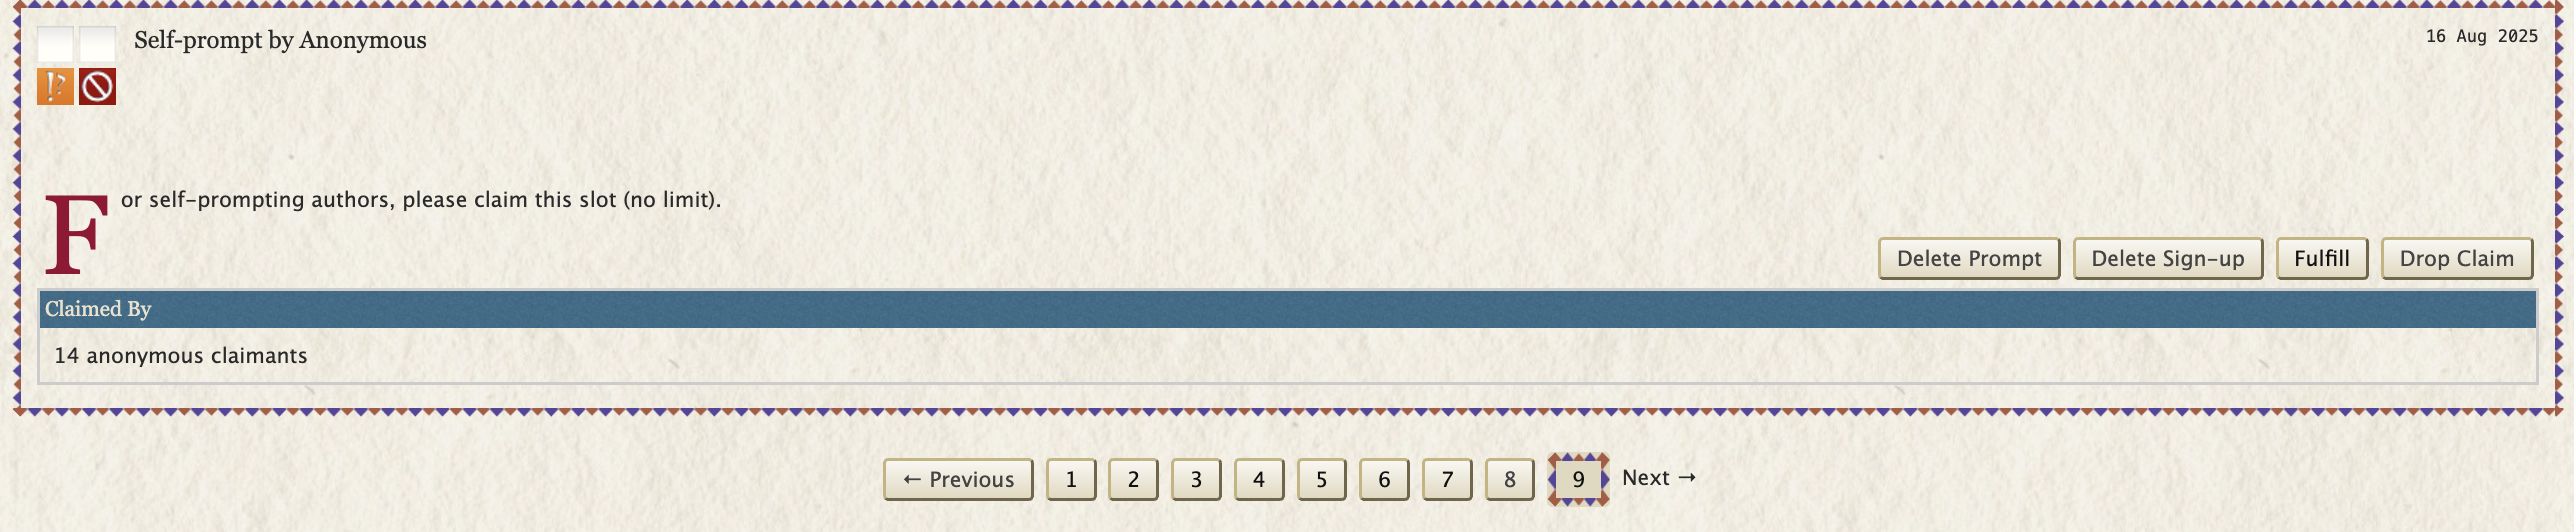 Self-prompt by Anonymous
16 Aug 2025
!?
For self-prompting authors, please claim this slot (no limit).
Delete Prompt Delete Sign-up Fulfill Drop Claim
Claimed By
14 anonymous claimants
← Previous 1 2 3 4 5 6 7 8 9 Next →